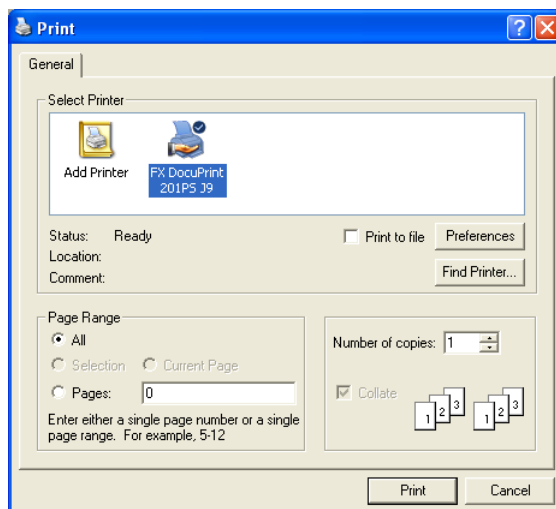 Print
General
Select Printer
Add Printer
FX DocuPrint
201PS J9
Status: Ready
Print to file
Preferences
Location:
Comment:
Find Printer...
Page Range
All
Selection
Current Page
Pages: 0
Enter either a single page number or a single
page range. For example, 5-12
Number of copies: 1
Collate
1 2 3 1 2 3
Print
Cancel